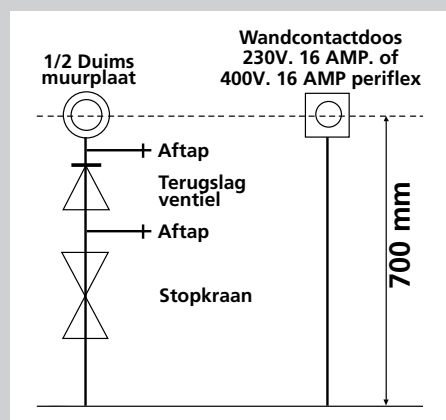 1/2 Duims
muurplaat
Wandcontactdoos
230V. 16 AMP. of
400V. 16 AMP periflex
Aftap
Terugslag
ventiel
Aftap
Stopkraan
700 mm